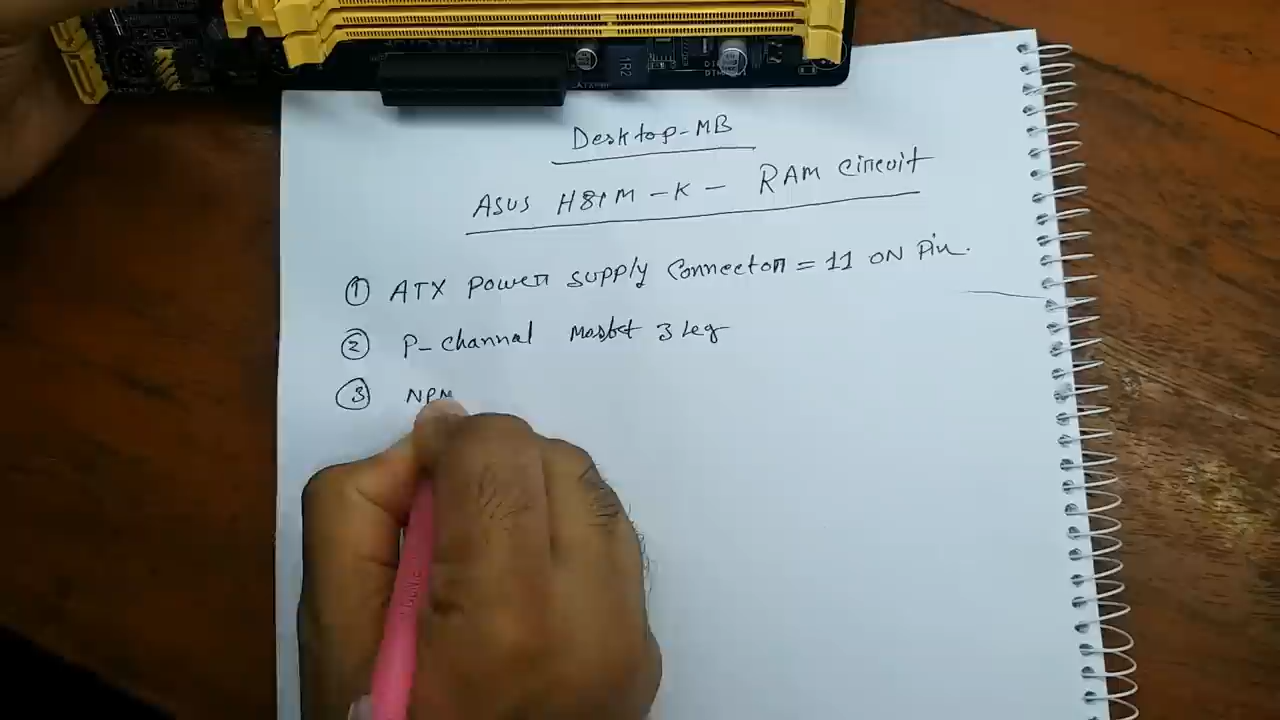 1R2
Desktop-MB
ASUS H81M-K- RAM Circuit
① ATX Power Supply Connector = 11 ON Pin.
② P-channal Mosfet 3 Leg
③ NPN